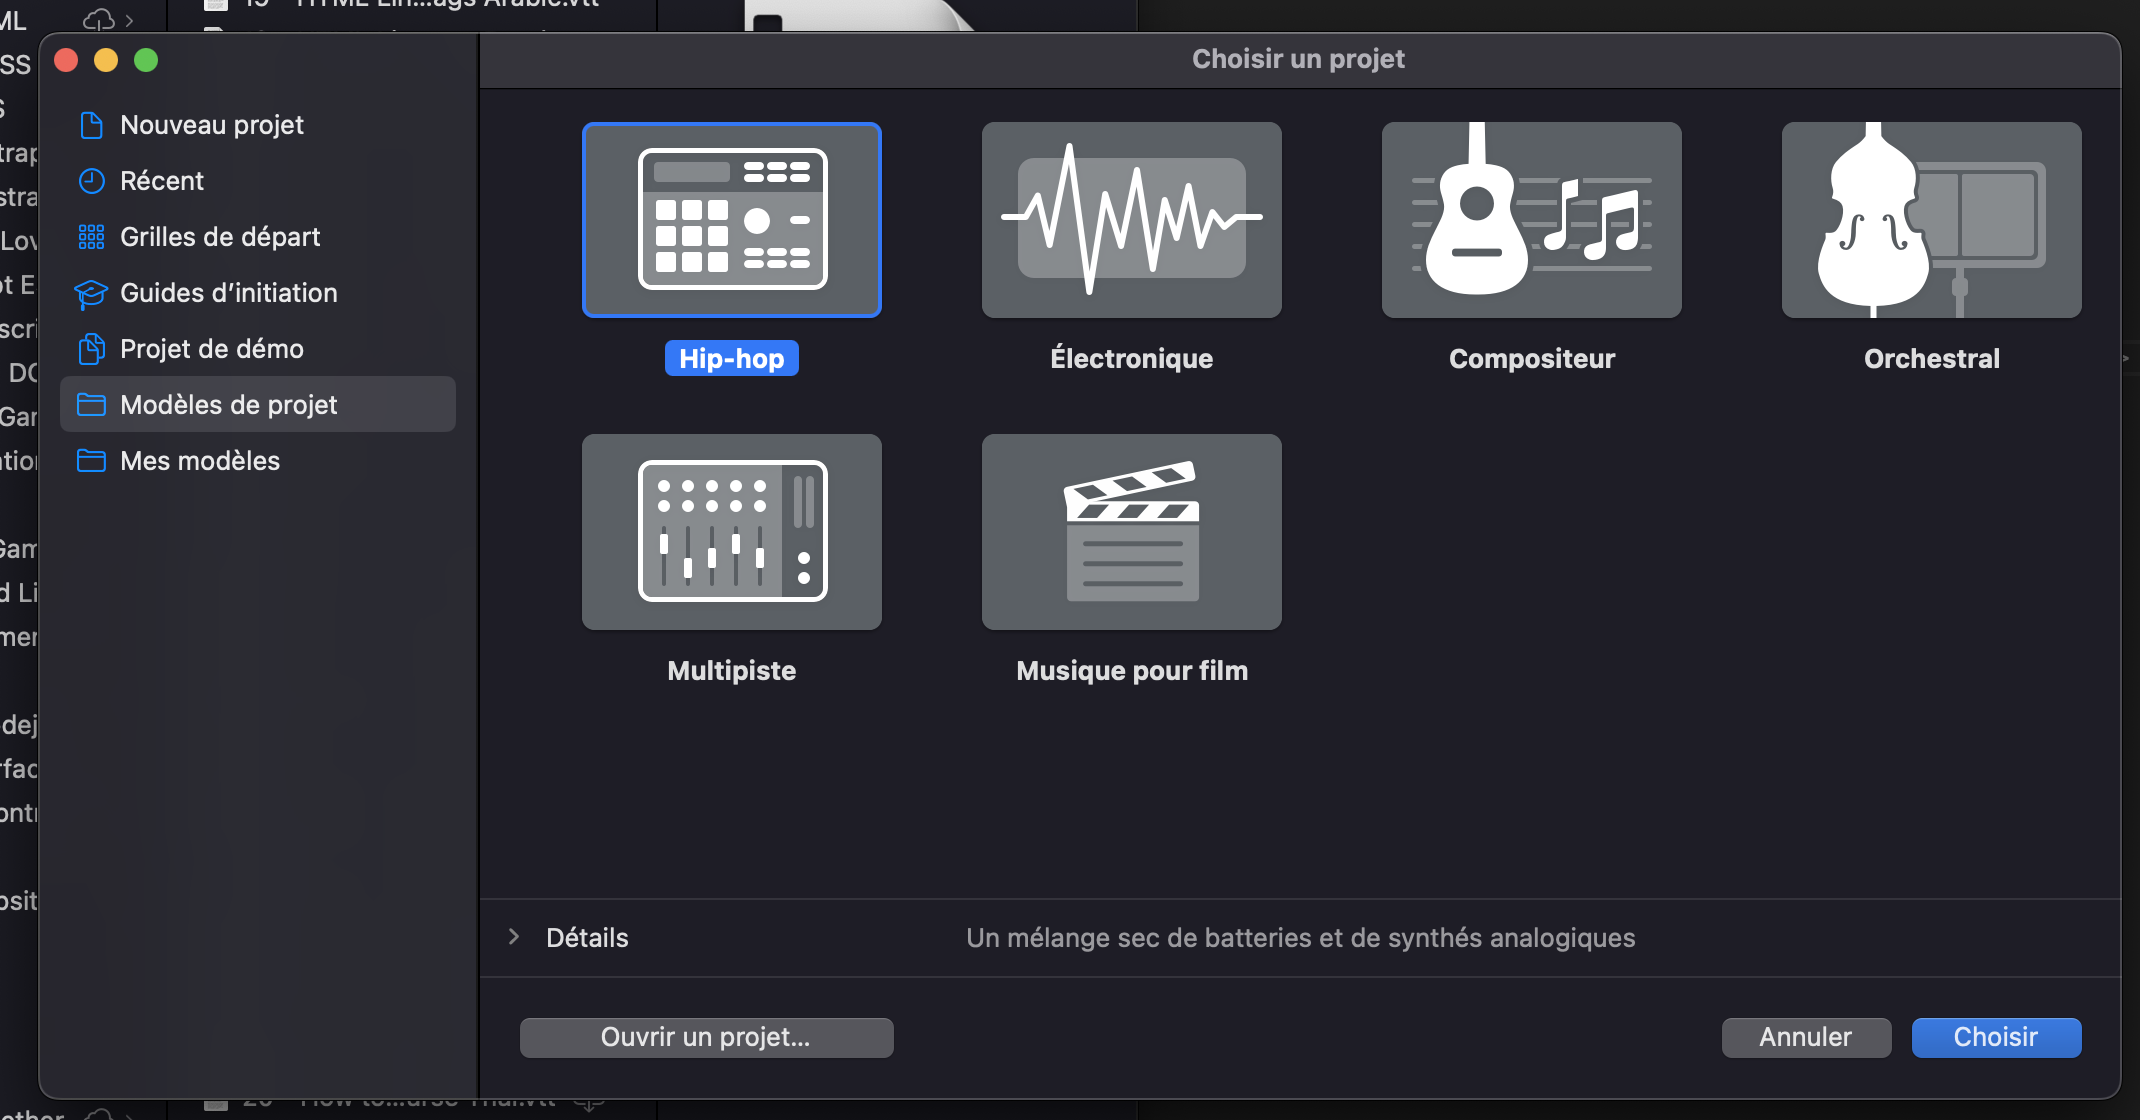 Choisir un projet
Nouveau projet
Récent
Grilles de départ
Guides d’initiation
Projet de démo
Modèles de projet
Mes modèles
Hip-hop
Électronique
Compositeur
Orchestral
Multipiste
Musique pour film
Détails
Un mélange sec de batteries et de synthés analogiques
Ouvrir un projet...
Annuler
Choisir